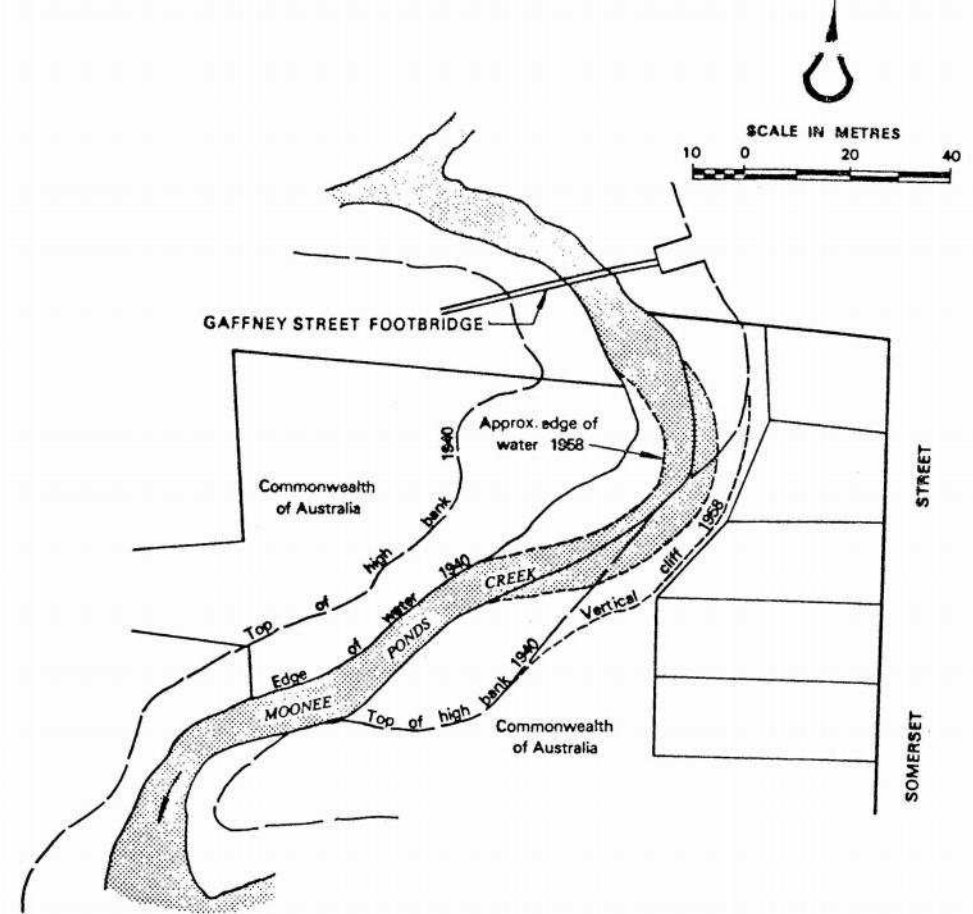 SCALE IN METRES
10 0 20 40
GAFFNEY STREET FOOTBRIDGE
Approx. edge of
water 1958
1940
Commonwealth
of Australia
STREET
Top of high bank 1940
Edge of water 1940
MOONEE PONDS CREEK
Vertical cliff 1958
Top of high bank 1940
Commonwealth
of Australia
SOMERSET